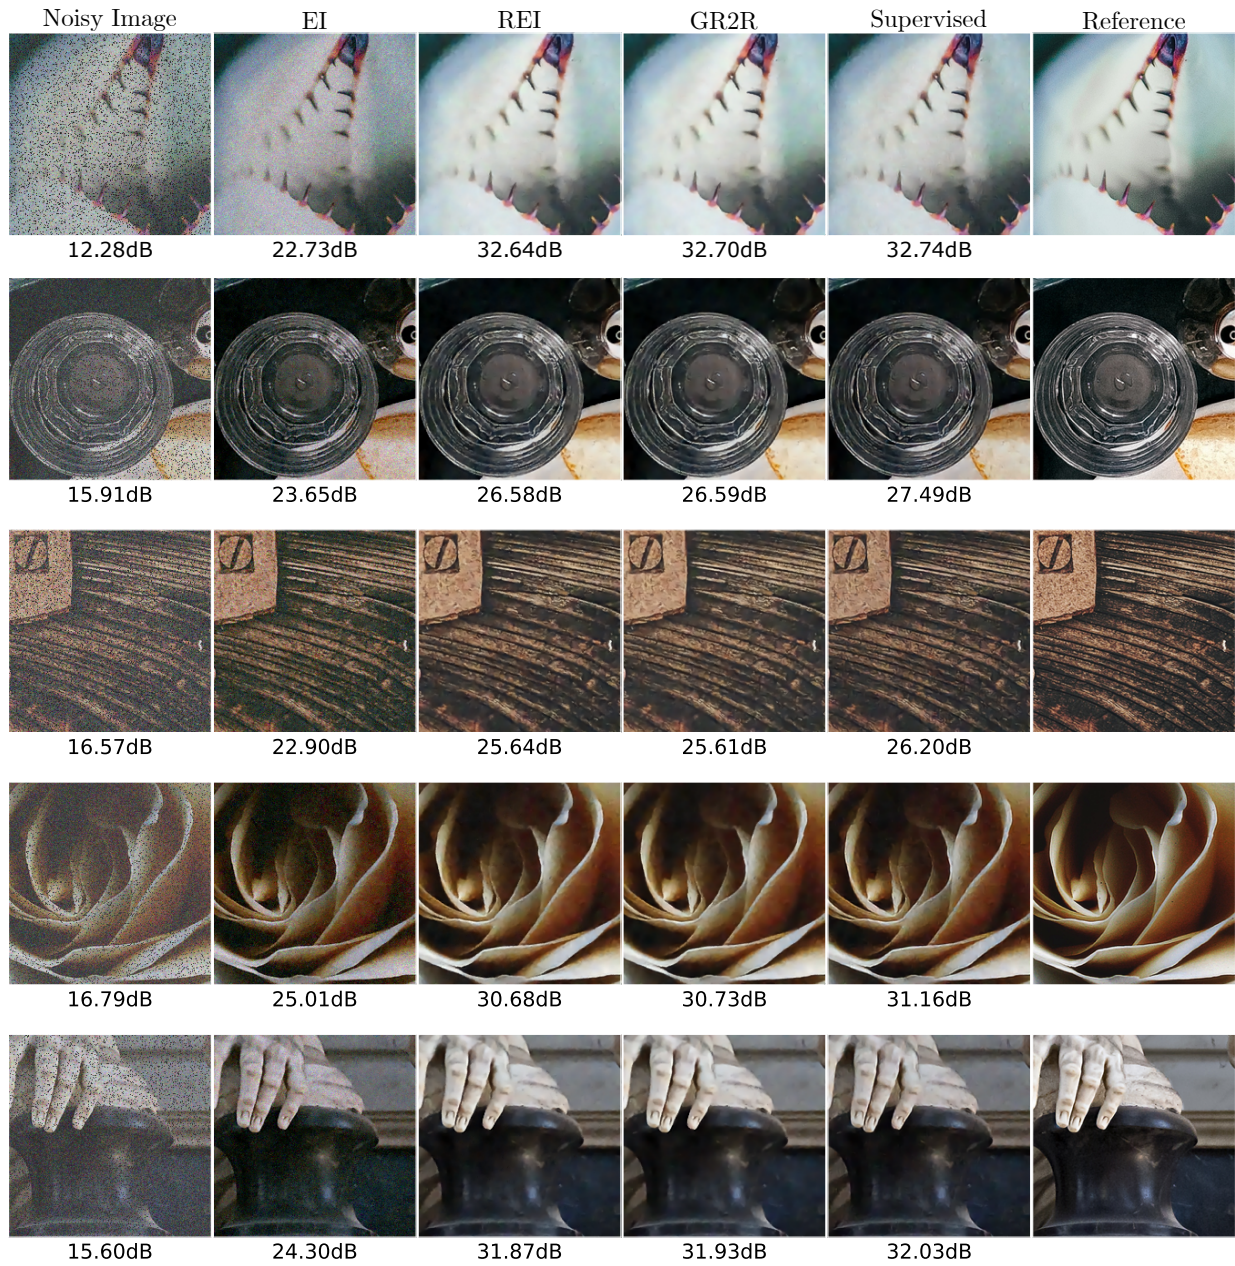 Noisy Image EI REI GR2R Supervised Reference
12.28dB 22.73dB 32.64dB 32.70dB 32.74dB
15.91dB 23.65dB 26.58dB 26.59dB 27.49dB
16.57dB 22.90dB 25.64dB 25.61dB 26.20dB
16.79dB 25.01dB 30.68dB 30.73dB 31.16dB
15.60dB 24.30dB 31.87dB 31.93dB 32.03dB